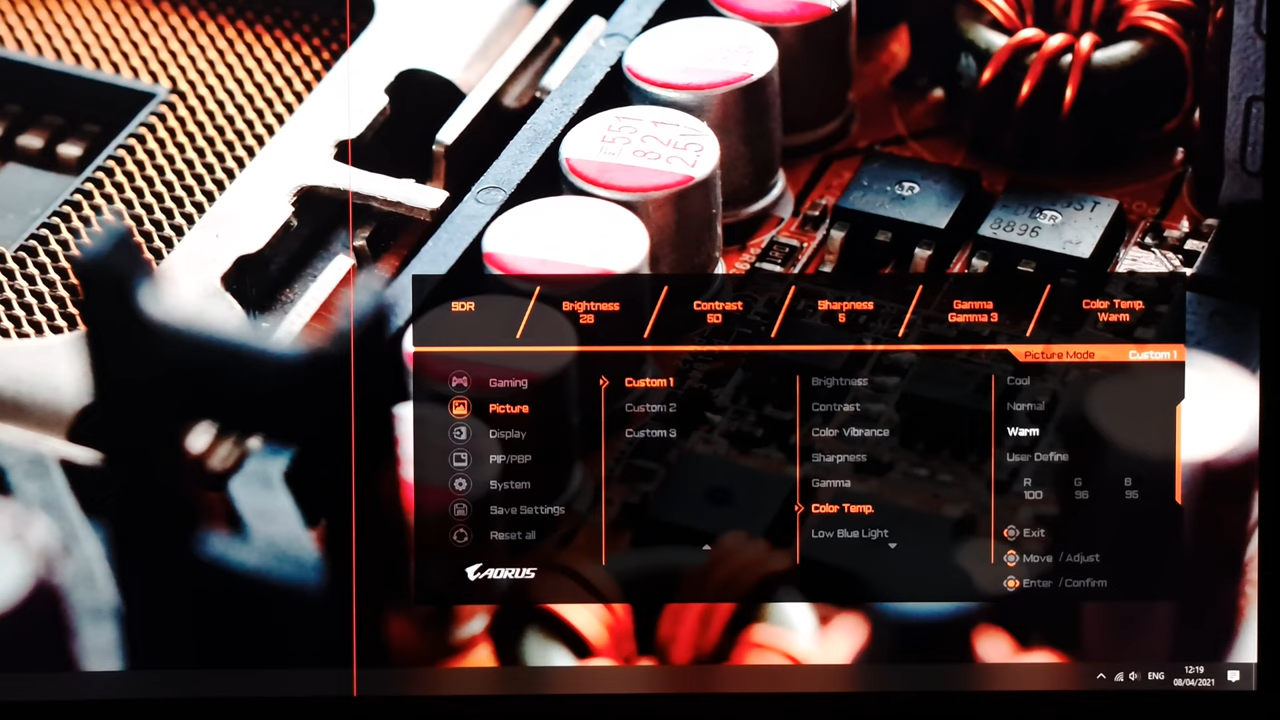 551
821
2.5V
8896
SDR
Brightness
28
Contrast
50
Sharpness
5
Gamma
Gamma 3
Color Temp.
Warm
Picture Mode Custom 1
Gaming
Picture
Display
PIP/PBP
System
Save Settings
Reset all
AORUS
Custom 1
Custom 2
Custom 3
Brightness
Contrast
Color Vibrance
Sharpness
Gamma
Color Temp.
Low Blue Light
Cool
Normal
Warm
User Define
R G B
100 96 95
Exit
Move / Adjust
Enter / Confirm
ENG
12:19
08/04/2021